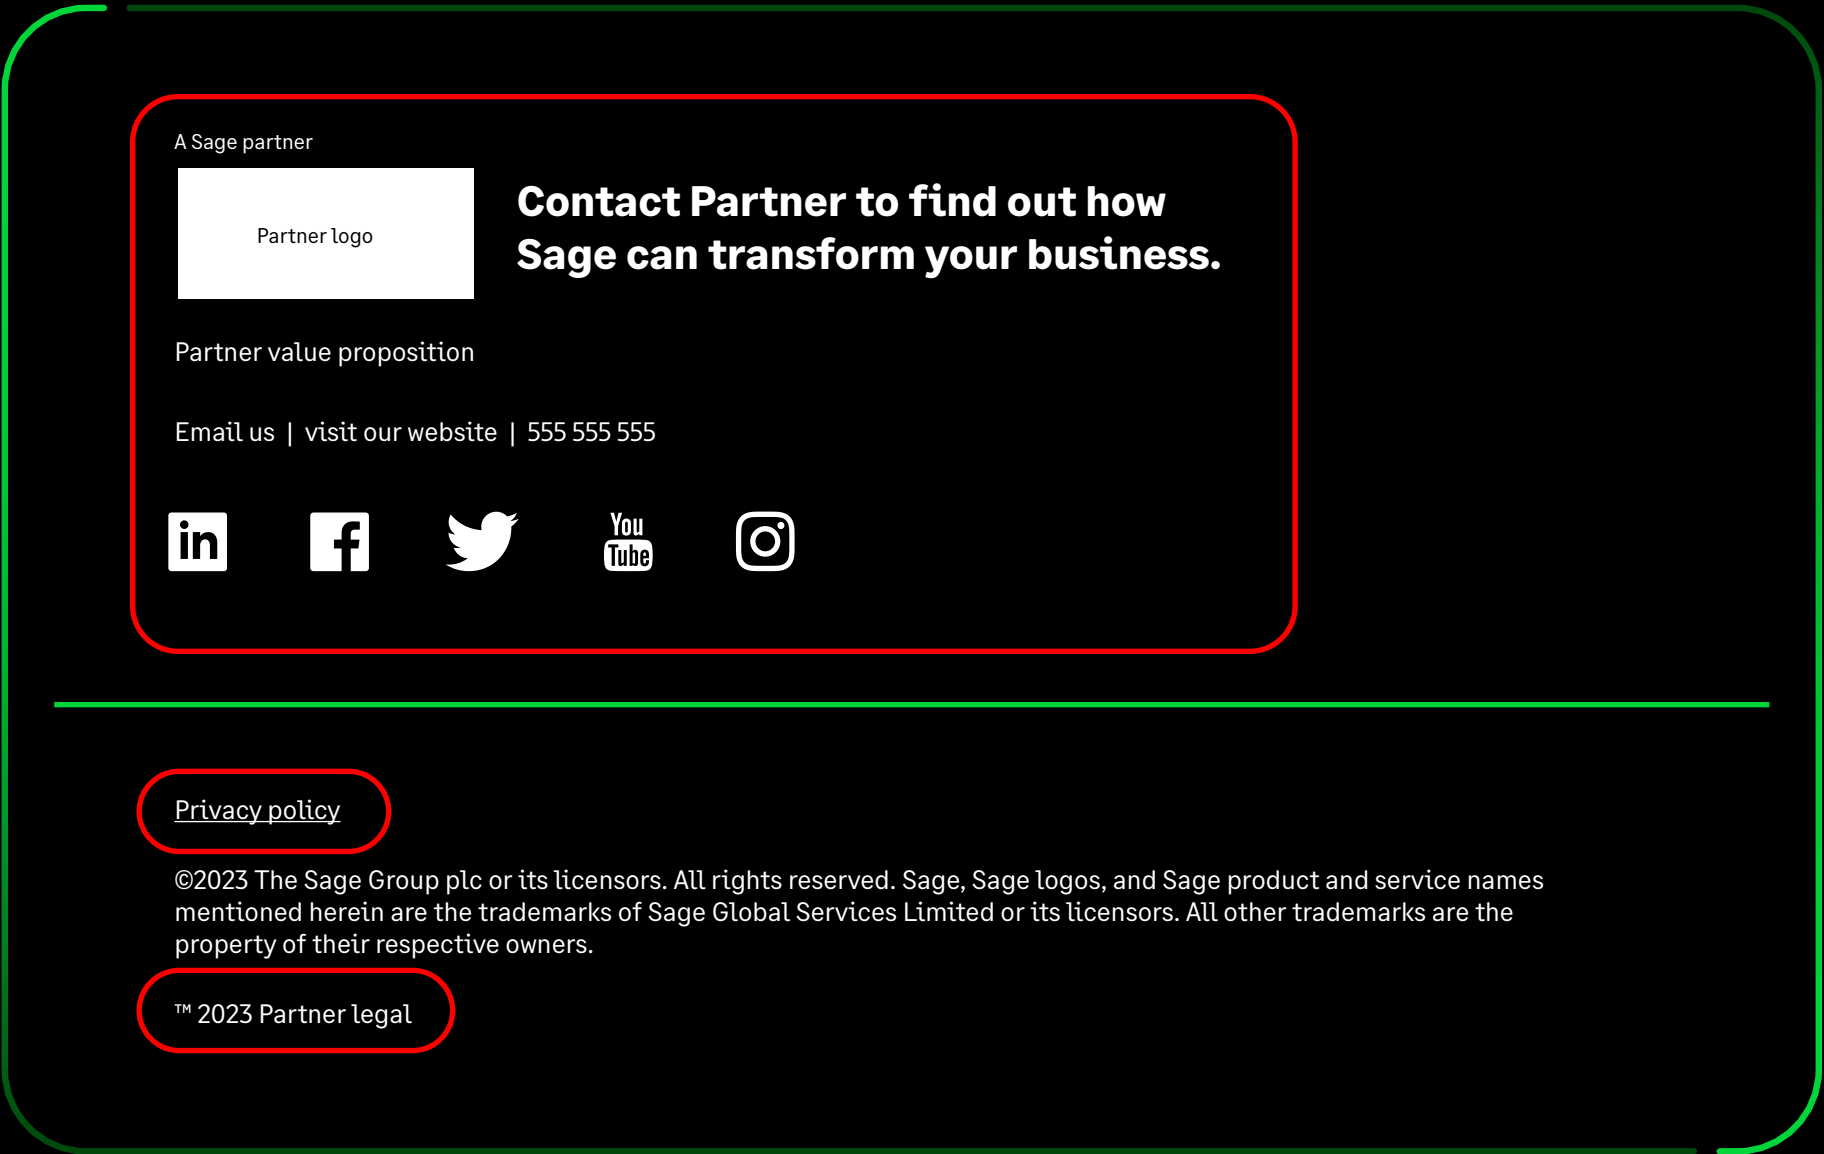 A Sage partner
Partner logo
Contact Partner to find out how
Sage can transform your business.
Partner value proposition
Email us | visit our website | 555 555 555
in
f
You
Tube
Privacy policy
©2023 The Sage Group plc or its licensors. All rights reserved. Sage, Sage logos, and Sage product and service names
mentioned herein are the trademarks of Sage Global Services Limited or its licensors. All other trademarks are the
property of their respective owners.
™ 2023 Partner legal